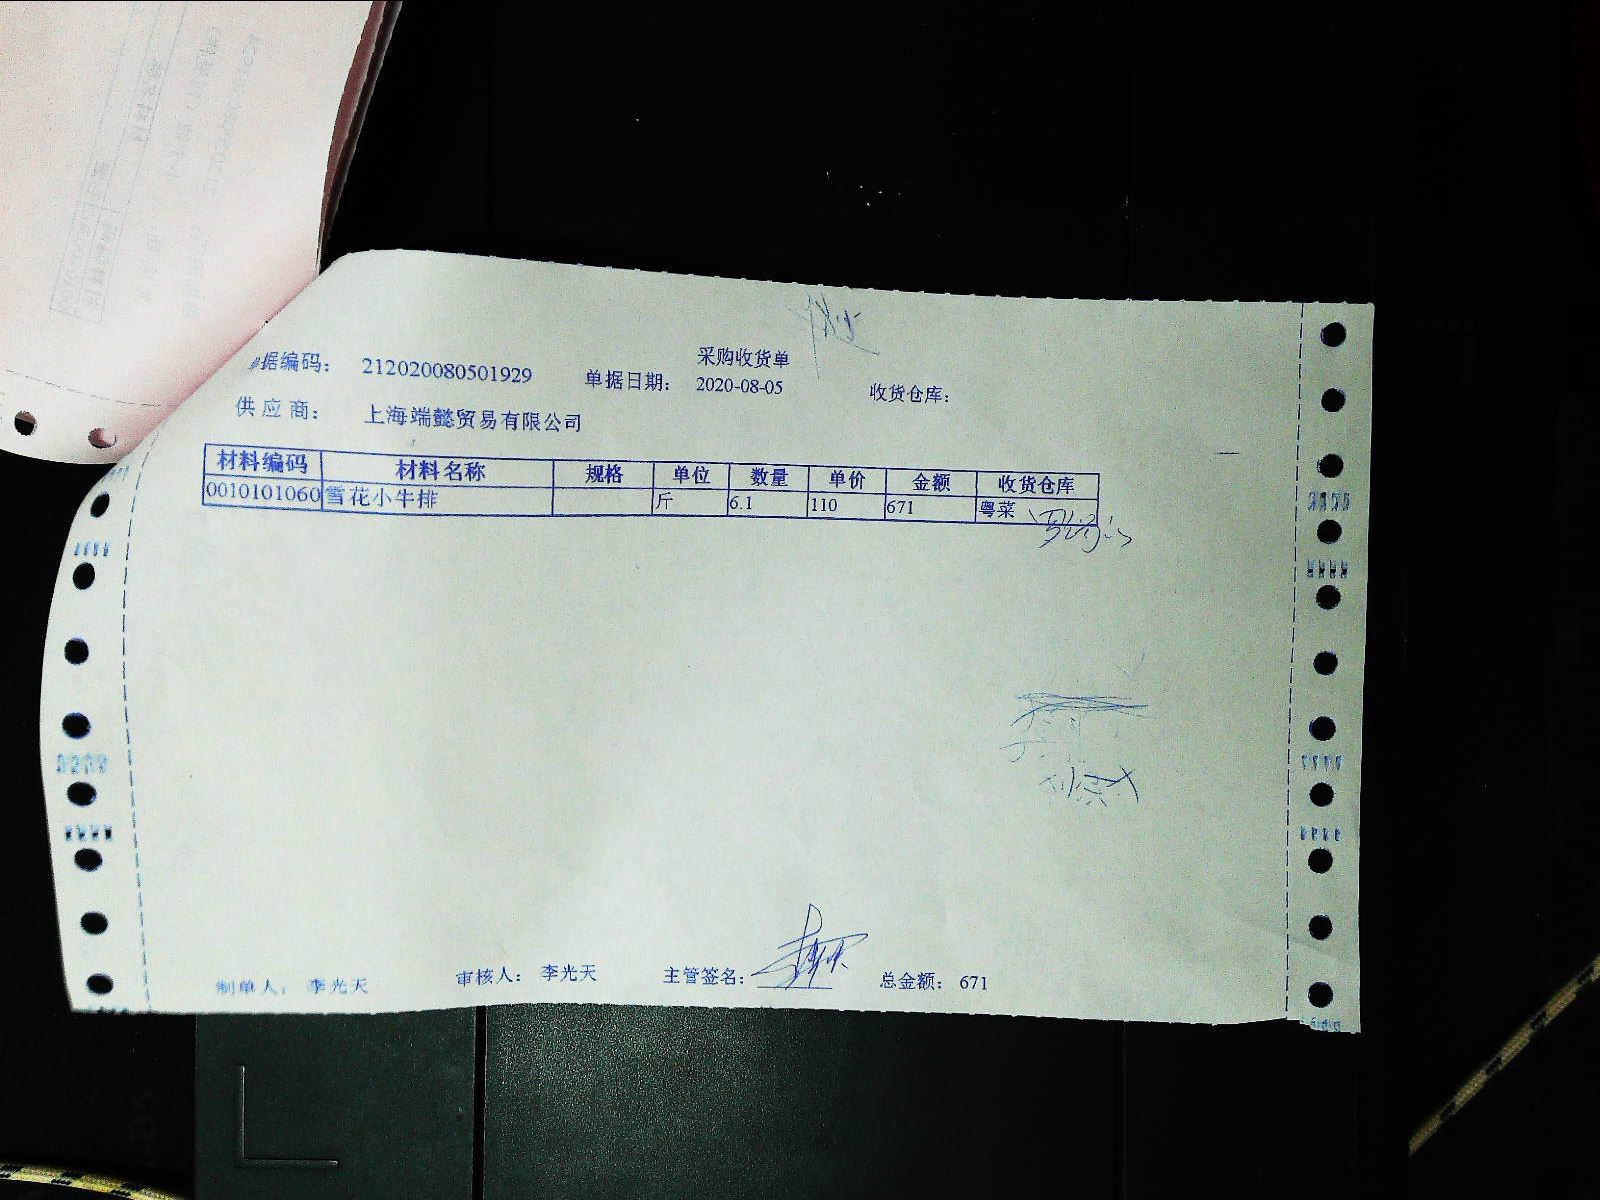 采购收货单
单据编码： 212020080501929 单据日期： 2020-08-05 收货仓库：
供应商： 上海端懿贸易有限公司
材料编码 材料名称 规格 单位 数量 单价 金额 收货仓库
0010101060 雪花小牛排 斤 6.1 110 671 粤菜
制单人： 李光天 审核人： 李光天 主管签名： 总金额： 671